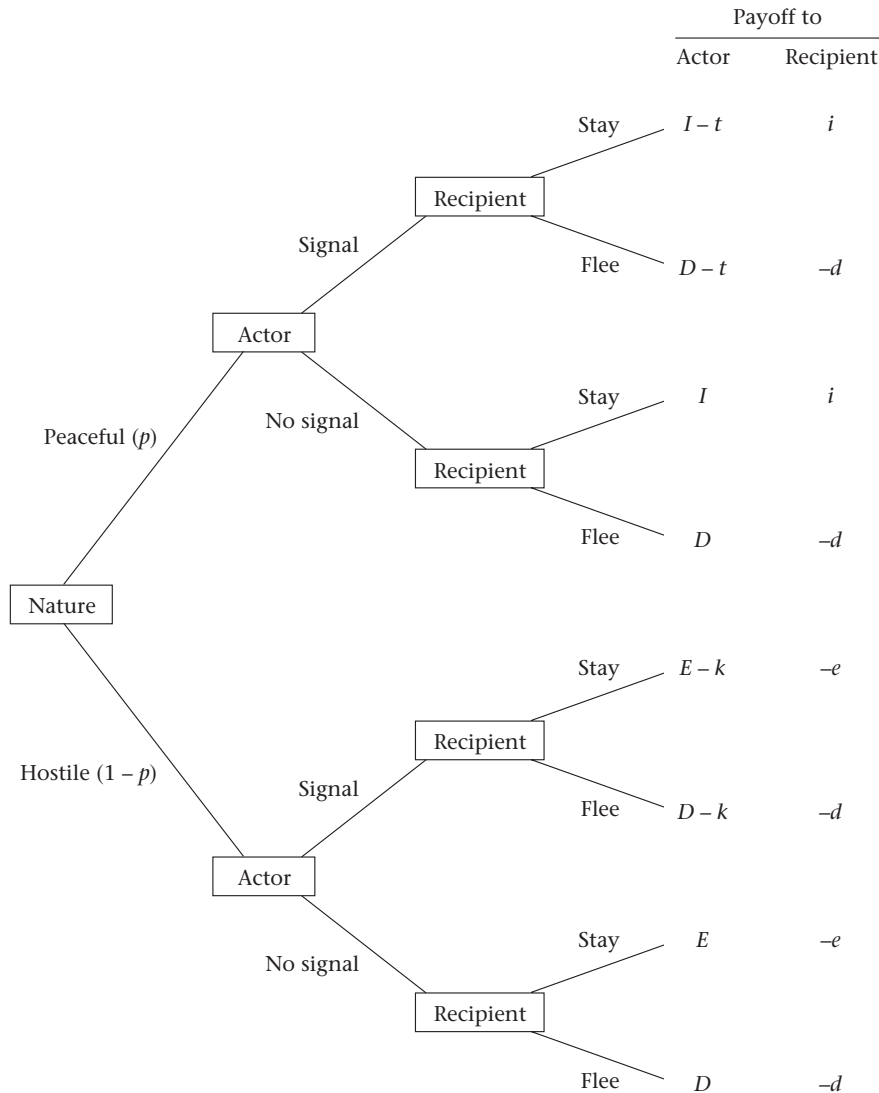 Payoff to
Actor Recipient
Stay I – t i
Recipient
Signal
Flee D – t –d
Actor
Stay I i
No signal
Peaceful (p)
Recipient
Flee D –d
Nature
Stay E – k –e
Recipient
Hostile (1 – p)
Signal
Flee D – k –d
Actor
Stay E –e
No signal
Recipient
Flee D –d